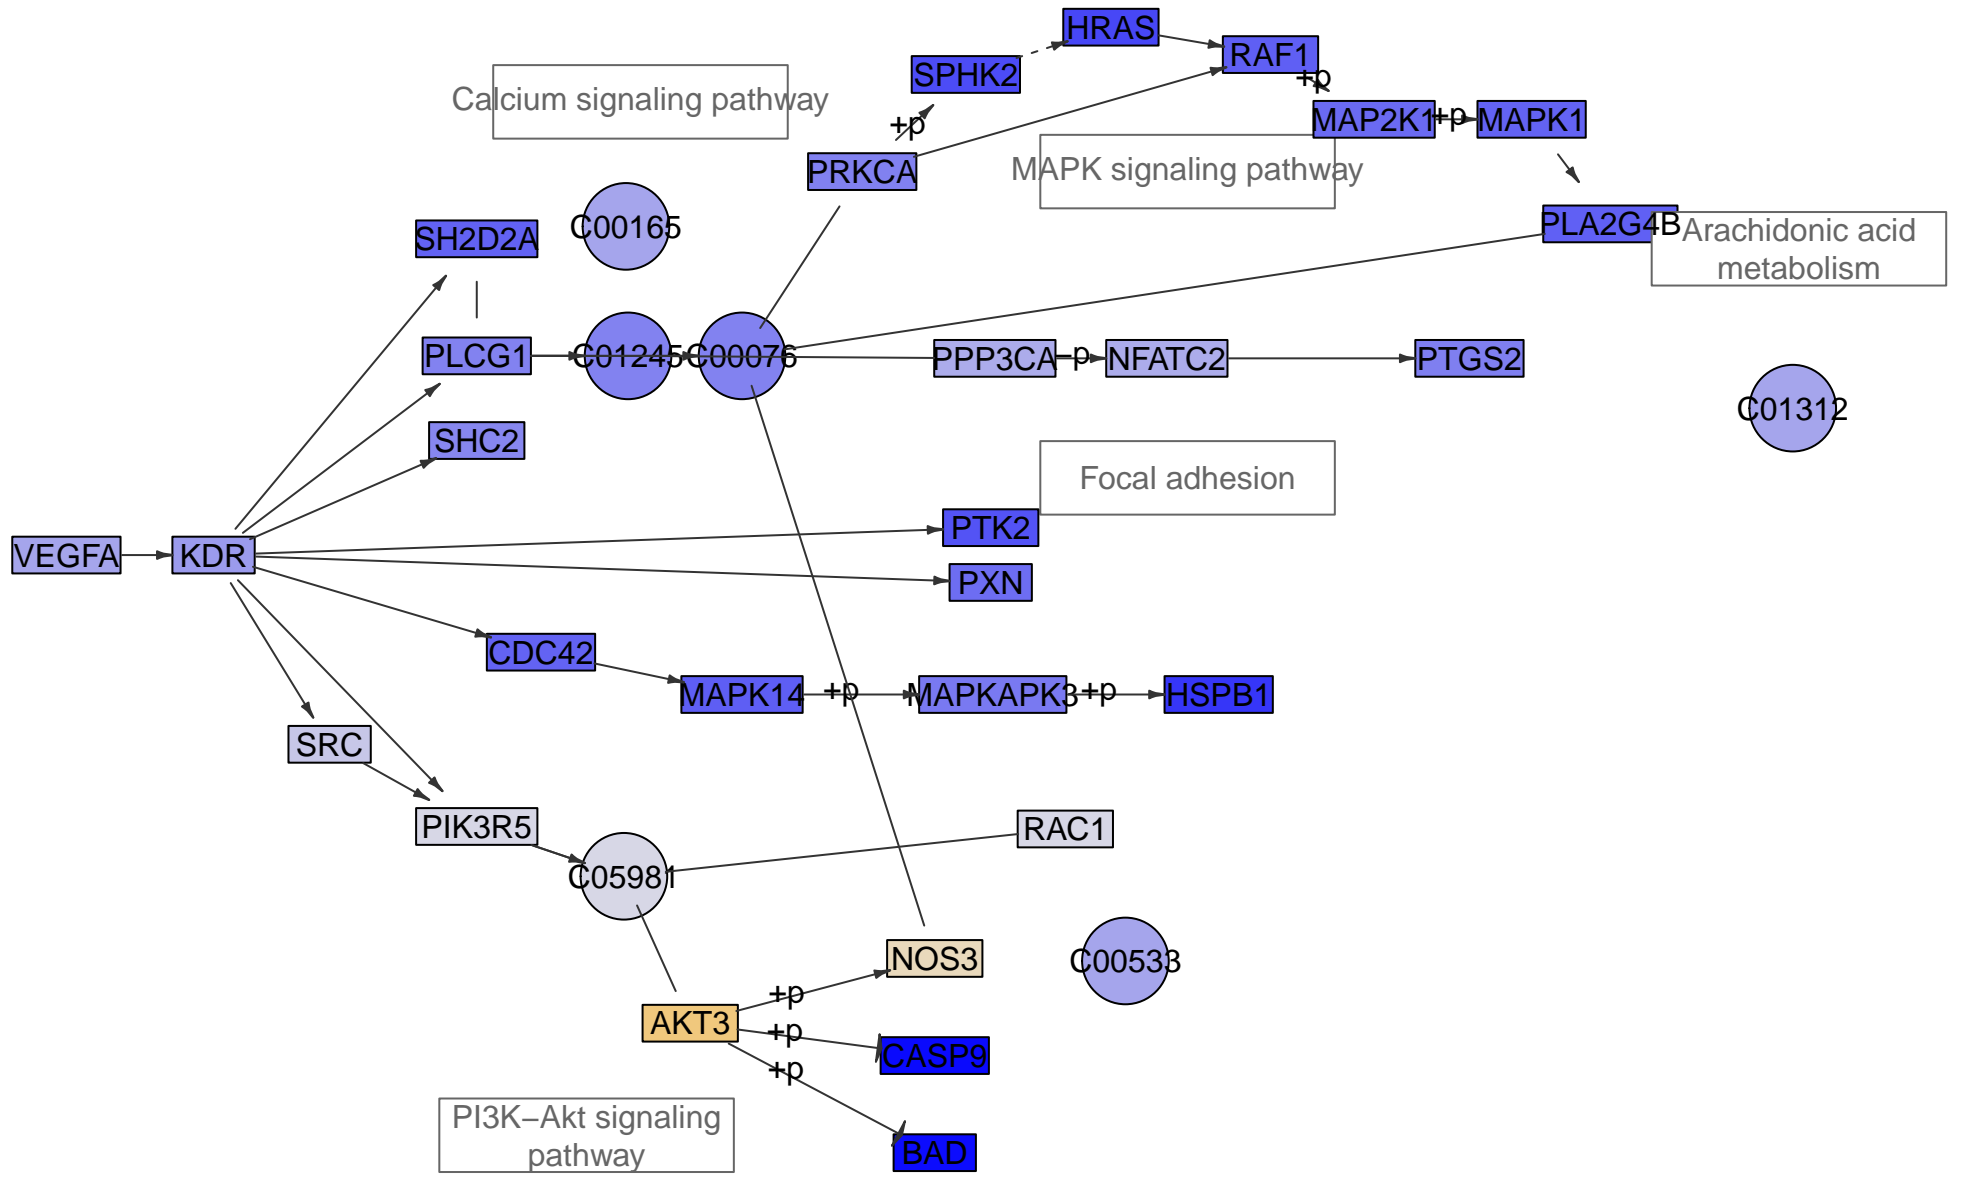 HRAS
RAF1
SPHK2
+p
Calcium signaling pathway
MAP2K1
+p
MAPK1
+p
PRKCA
MAPK signaling pathway
C00165
SH2D2A
PLA2G4B
Arachidonic acid
metabolism
PLCG1
C01245
C00076
PPP3CA
−p
NFATC2
PTGS2
C01312
SHC2
Focal adhesion
PTK2
VEGFA
KDR
PXN
CDC42
MAPK14
+p
MAPKAPK3
+p
HSPB1
SRC
PIK3R5
RAC1
C05981
NOS3
C00533
+p
AKT3
+p
CASP9
+p
PI3K−Akt signaling
pathway
BAD